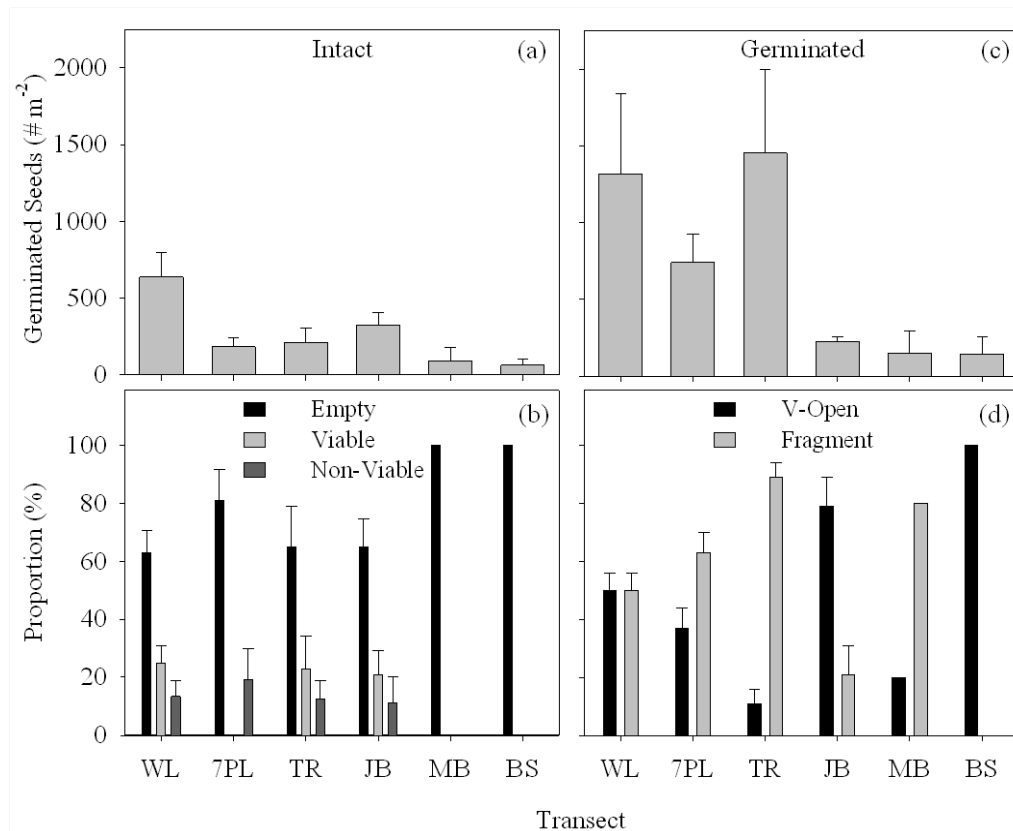 Intact
(a)
Germinated
(c)
Germinated Seeds (# m-2)
2000
1500
1000
500
0
Empty
Viable
Non-Viable
(b)
V-Open
Fragment
(d)
Proportion (%)
100
80
60
40
20
0
WL 7PL TR JB MB BS
WL 7PL TR JB MB BS
Transect